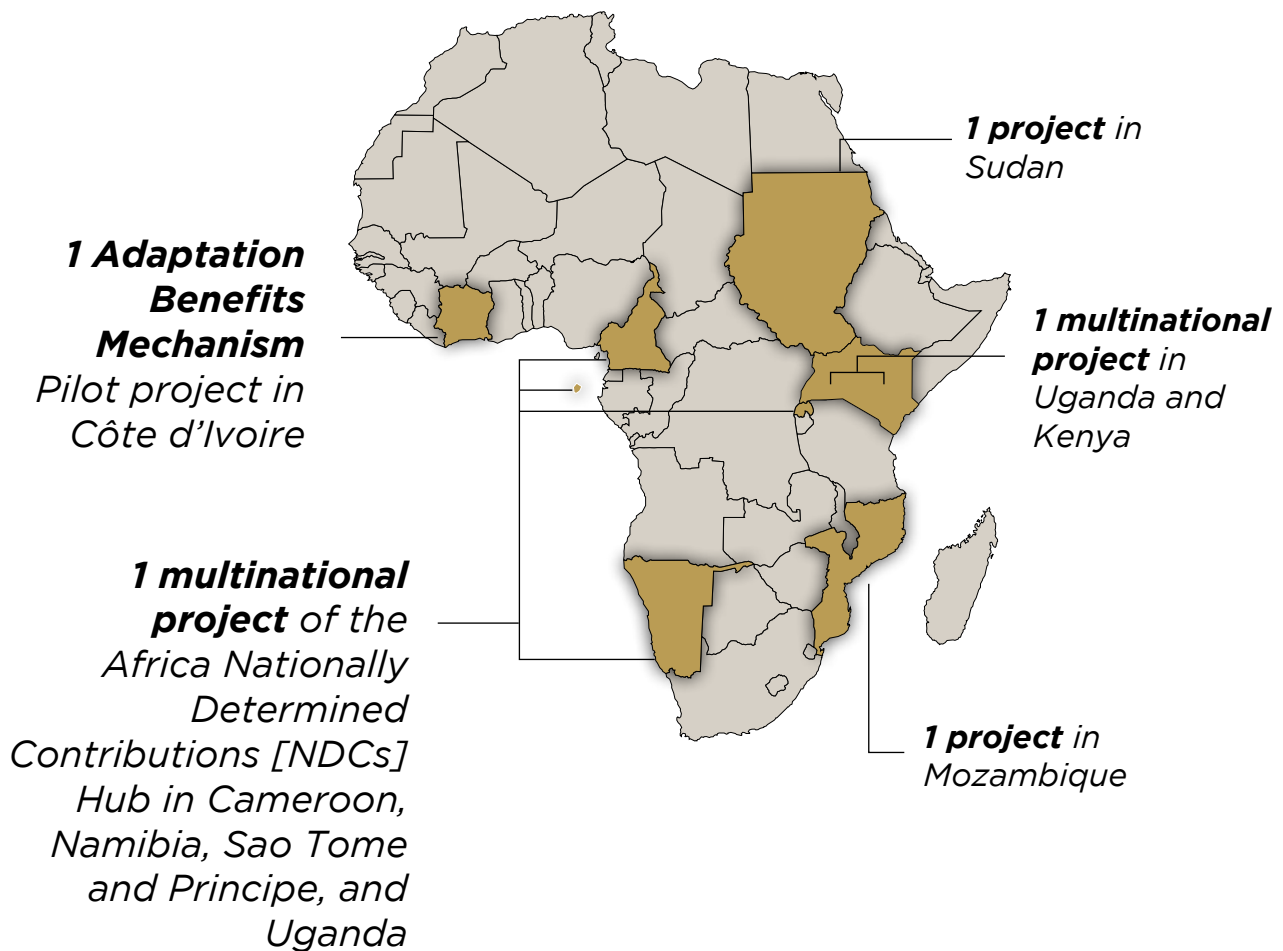 1 project in
Sudan
1 Adaptation
Benefits
Mechanism
Pilot project in
Côte d’Ivoire
1 multinational
project in
Uganda and
Kenya
1 multinational
project of the
Africa Nationally
Determined
Contributions [NDCs]
Hub in Cameroon,
Namibia, Sao Tome
and Principe, and
Uganda
1 project in
Mozambique